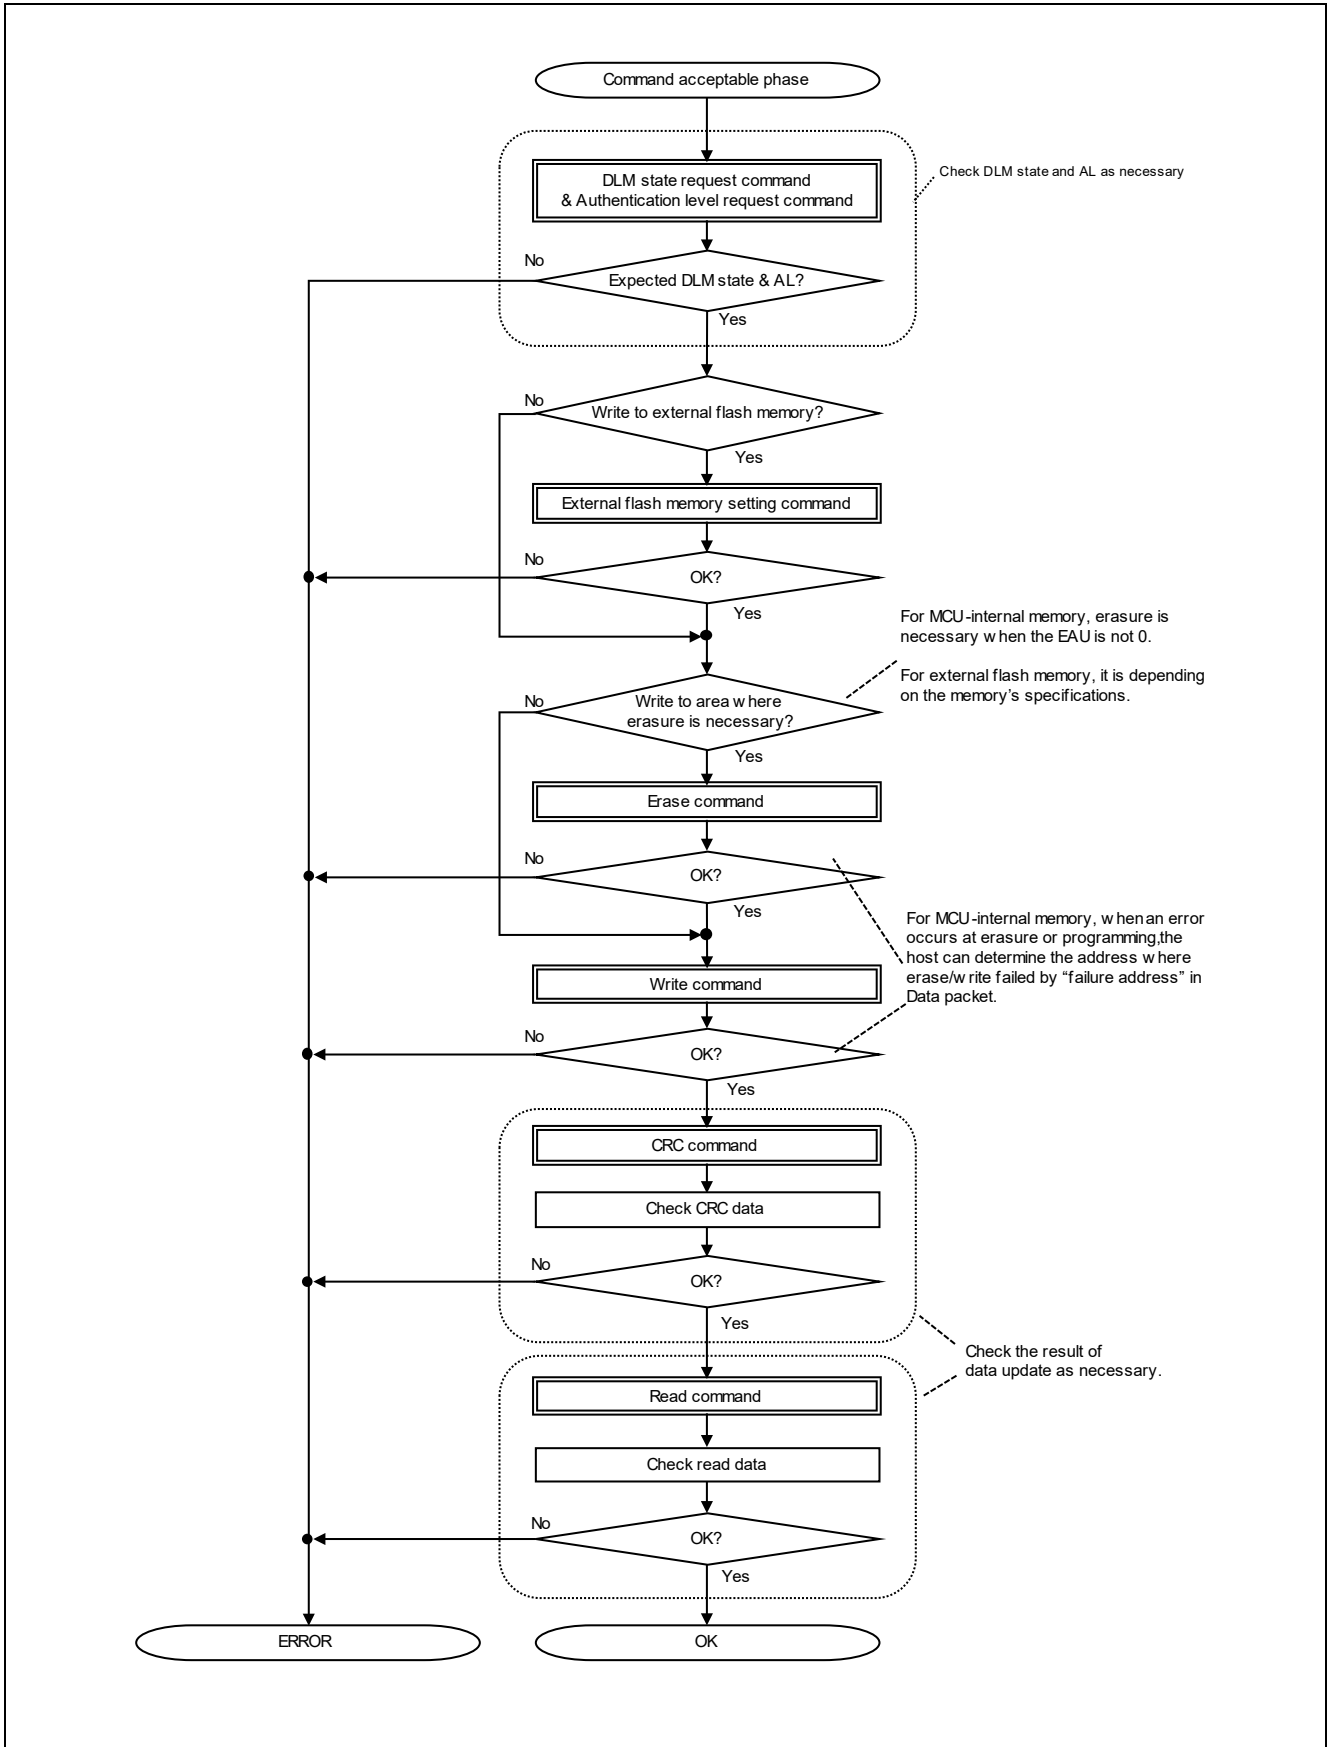 Command acceptable phase
DLM state request command
& Authentication level request command
Check DLM state and AL as necessary
No
Expected DLM state & AL?
Yes
No
Write to external flash memory?
Yes
External flash memory setting command
No
OK?
Yes
For MCU-internal memory, erasure is
necessary when the EAU is not 0.
For external flash memory, it is depending
on the memory's specifications.
No
Write to area where
erasure is necessary?
Yes
Erase command
No
OK?
Yes
For MCU-internal memory, when an error
occurs at erasure or programming,the
host can determine the address where
erase/write failed by “failure address” in
Data packet.
Write command
No
OK?
Yes
CRC command
Check CRC data
No
OK?
Yes
Check the result of
data update as necessary.
Read command
Check read data
No
OK?
Yes
ERROR
OK